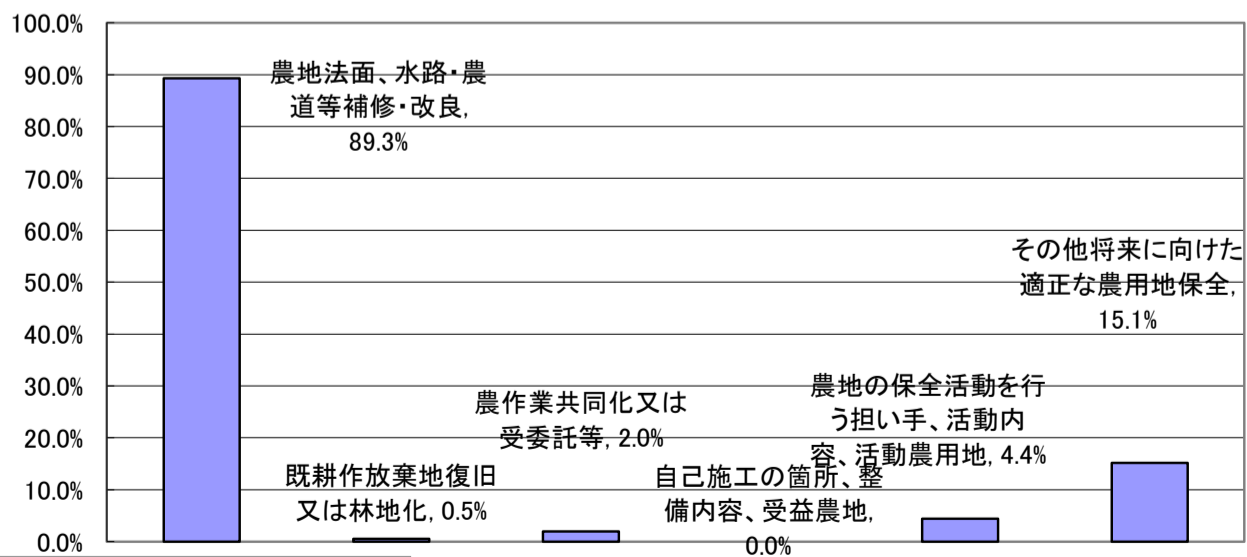 100.0%
90.0%
80.0%
70.0%
60.0%
50.0%
40.0%
30.0%
20.0%
10.0%
0.0%
農地法面、水路・農
道等補修・改良,
89.3%
既耕作放棄地復旧
又は林地化, 0.5%
農作業共同化又は
受委託等, 2.0%
自己施工の箇所、整
備内容、受益農地,
0.0%
農地の保全活動を行
う担い手、活動内
容、活動農用地, 4.4%
その他将来に向けた
適正な農用地保全,
15.1%